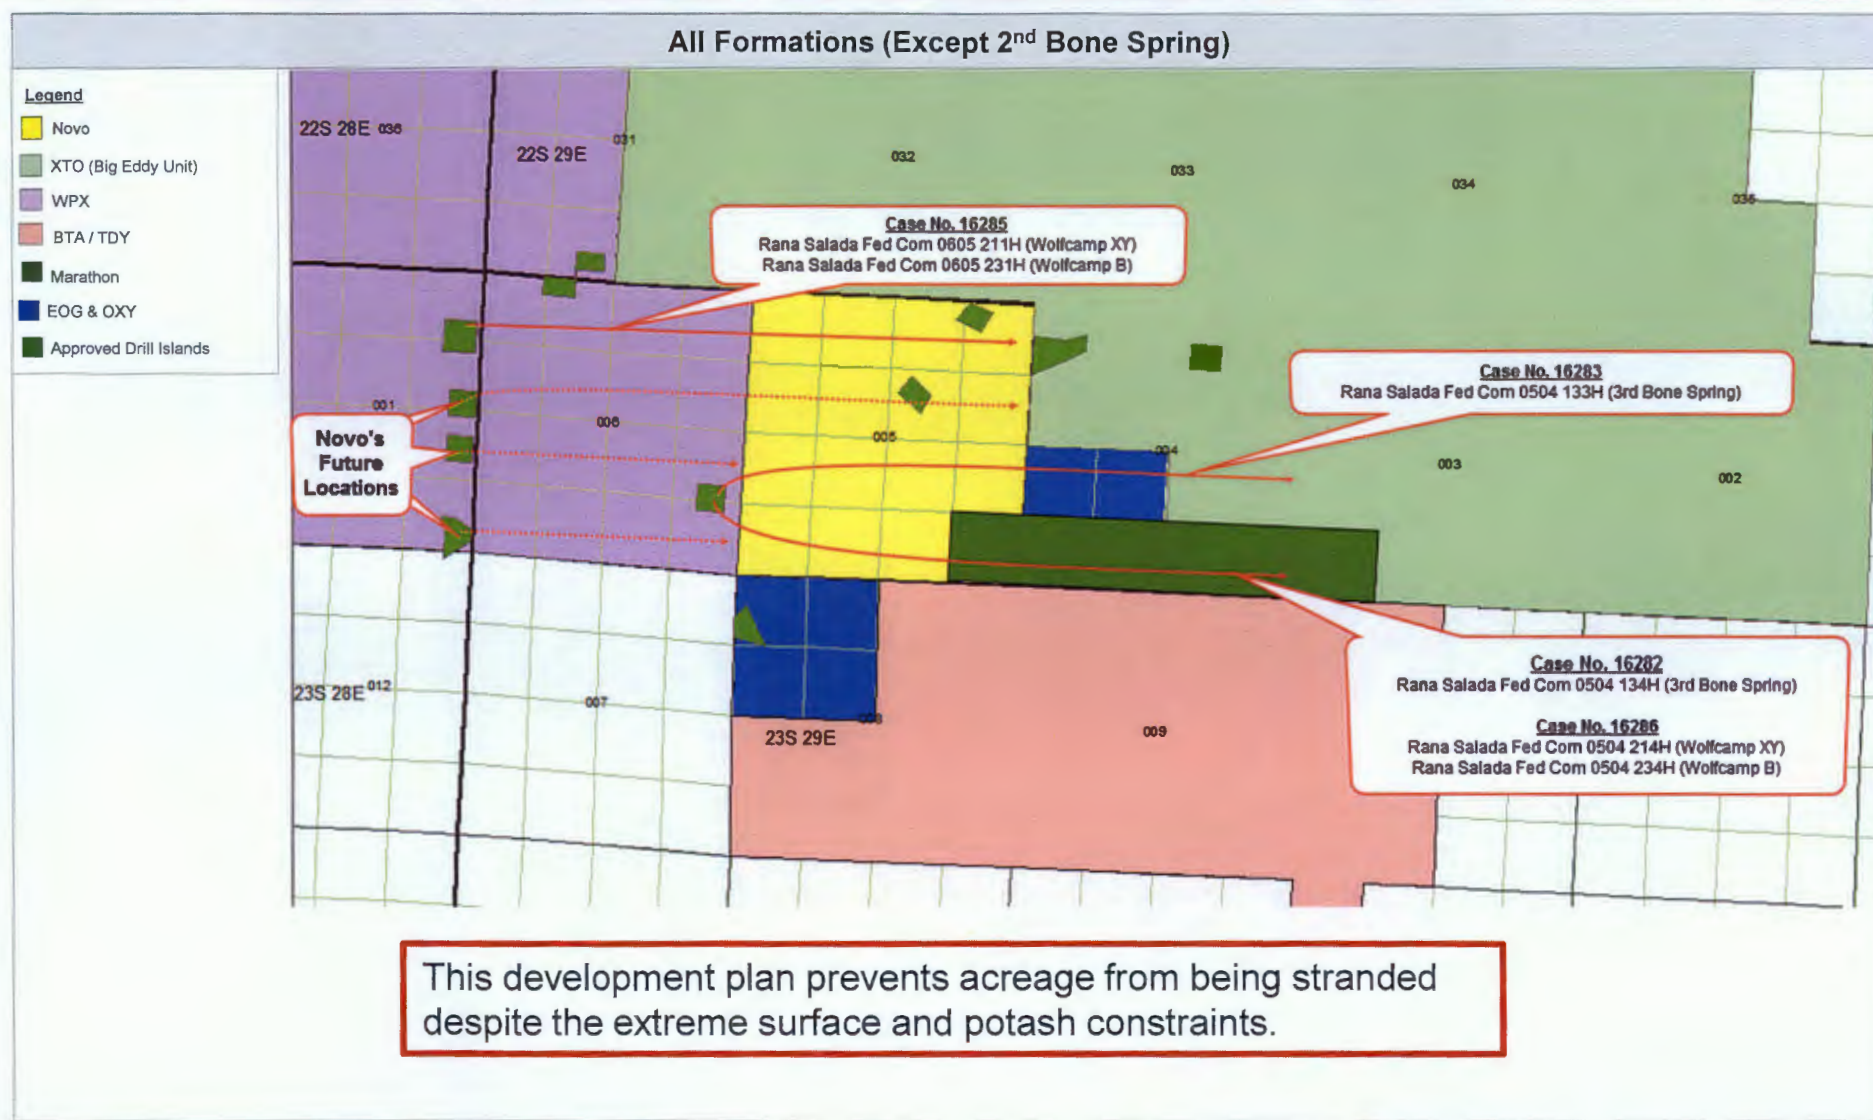 All Formations (Except 2nd Bone Spring)
Legend
Novo
XTO (Big Eddy Unit)
WPX
BTA / TDY
Marathon
EOG & OXY
Approved Drill Islands
22S 28E 036
22S 29E
031
032
033
034
035
Case No. 16285
Rana Salada Fed Com 0605 211H (Wolfcamp XY)
Rana Salada Fed Com 0605 231H (Wolfcamp B)
Case No. 16283
Rana Salada Fed Com 0504 133H (3rd Bone Spring)
001
006
005
004
003
002
Novo's
Future
Locations
Case No. 16282
Rana Salada Fed Com 0504 134H (3rd Bone Spring)
Case No. 16286
Rana Salada Fed Com 0504 214H (Wolfcamp XY)
Rana Salada Fed Com 0504 234H (Wolfcamp B)
23S 28E 012
007
008
23S 29E
009
This development plan prevents acreage from being stranded
despite the extreme surface and potash constraints.